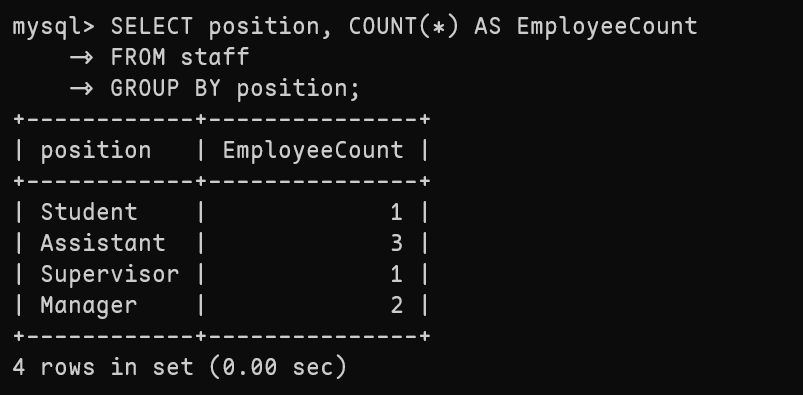 mysql> SELECT position, COUNT(*) AS EmployeeCount
    -> FROM staff
    -> GROUP BY position;
+------------+---------------+
| position   | EmployeeCount |
+------------+---------------+
| Student    |             1 |
| Assistant  |             3 |
| Supervisor |             1 |
| Manager    |             2 |
+------------+---------------+
4 rows in set (0.00 sec)